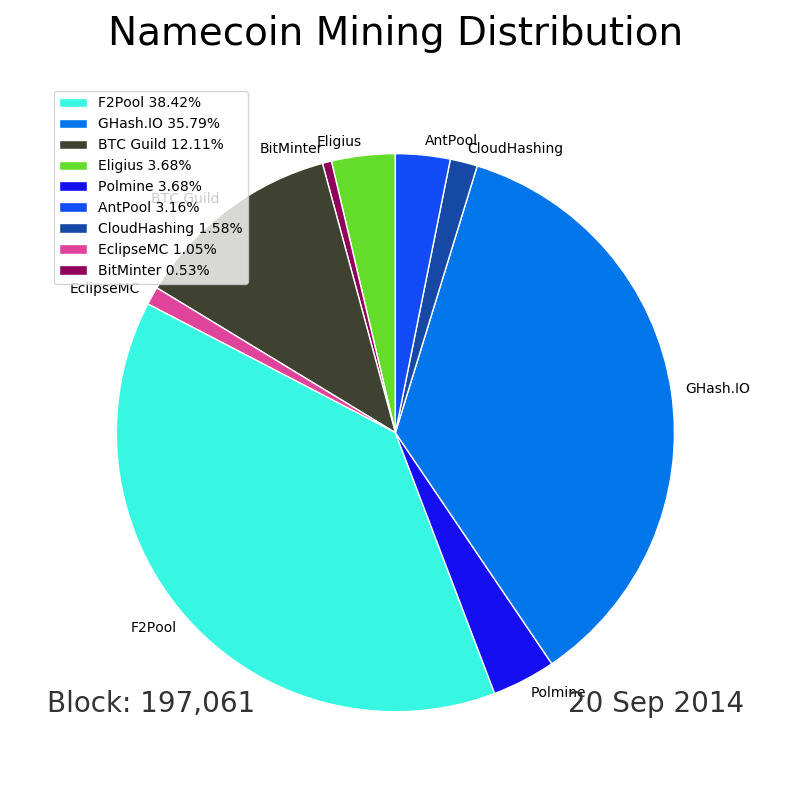 Namecoin Mining Distribution
F2Pool 38.42%
GHash.IO 35.79%
BTC Guild 12.11%
Eligius 3.68%
Polmine 3.68%
AntPool 3.16%
CloudHashing 1.58%
EclipseMC 1.05%
BitMinter 0.53%
BitMinter
Eligius
AntPool
CloudHashing
BTC Guild
EclipseMC
GHash.IO
F2Pool
Polmine
Block: 197,061
20 Sep 2014